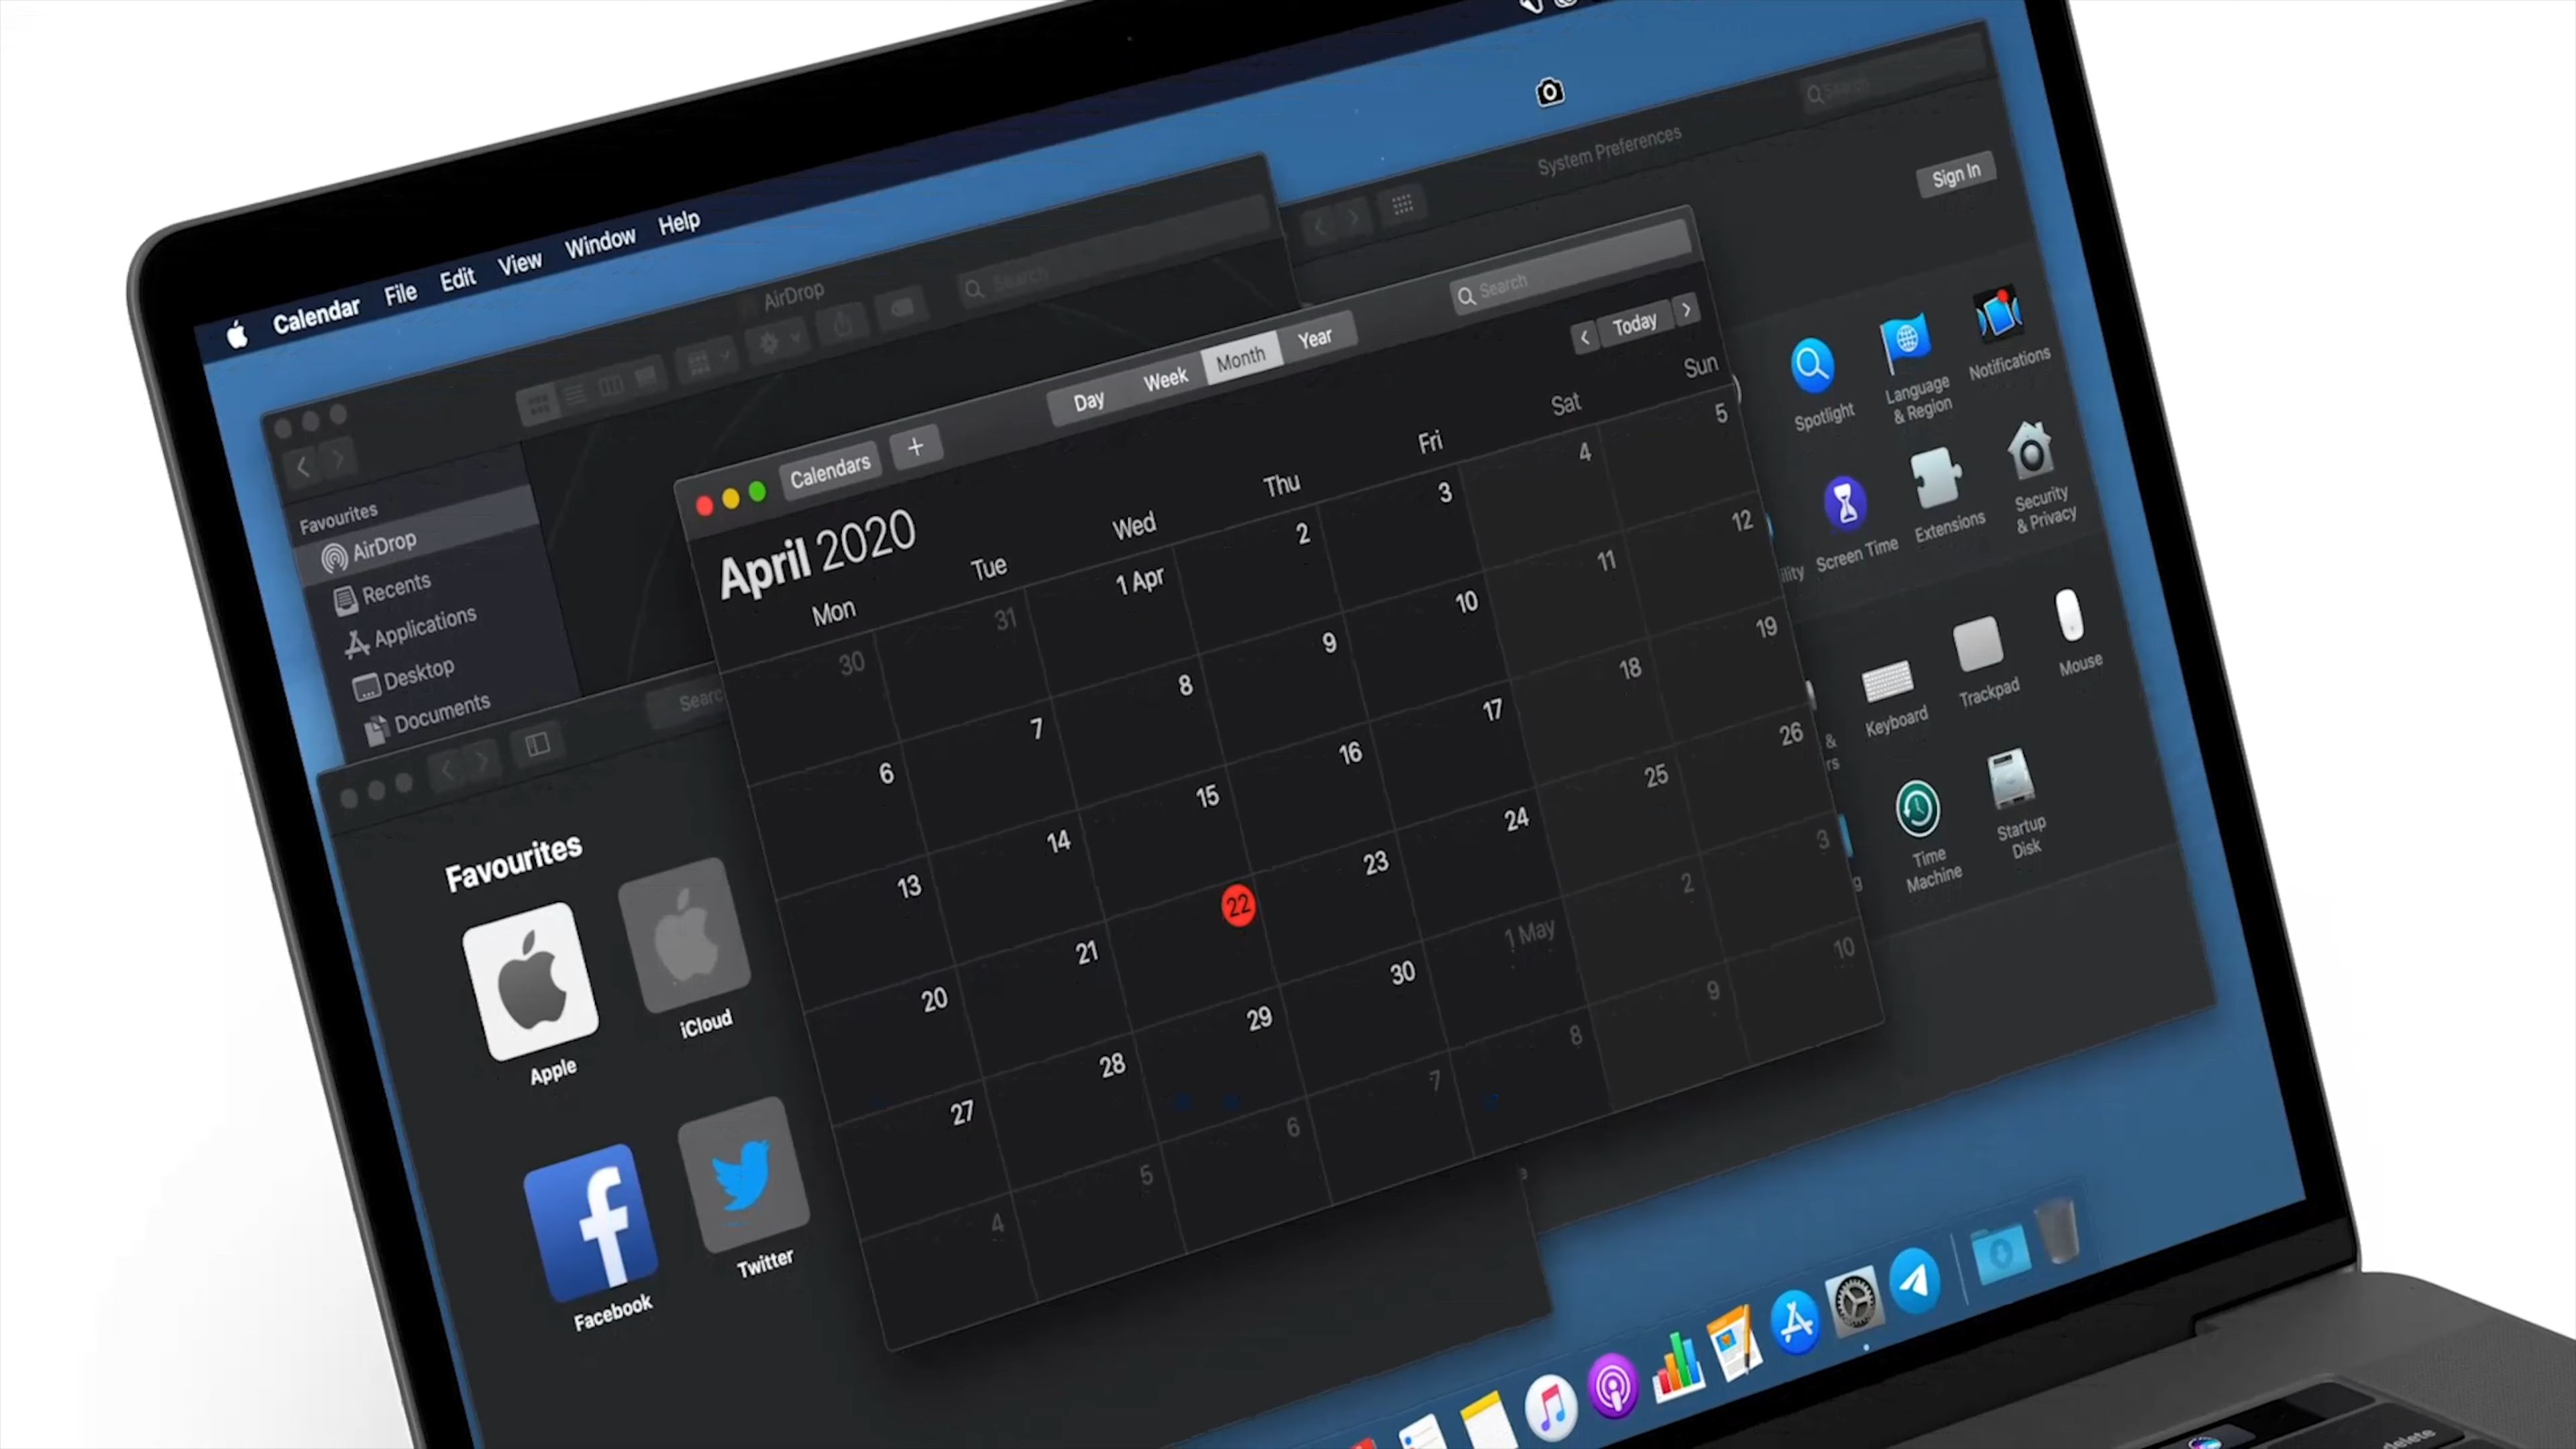 Calendar File Edit View Window Help
System Preferences
Search
Sign In
AirDrop
Search
Favourites
AirDrop
Recents
Applications
Desktop
Documents
Spotlight
Language
& Region
Notifications
Screen Time
Extensions
Security
& Privacy
Keyboard
Trackpad
Mouse
Time
Machine
Startup
Disk
Favourites
Apple
iCloud
Facebook
Twitter
Calendars +
Day Week Month Year
Search
Today
April 2020
Mon Tue Wed Thu Fri Sat Sun
30 31 1 Apr 2 3 4 5
6 7 8 9 10 11 12
13 14 15 16 17 18 19
20 21 22 23 24 25 26
27 28 29 30 1 May 2 3
4 5 6 7 8 9 10